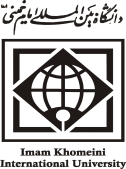 دانشگاه بین المللی امام خمینی
Imam Khomeini
International University